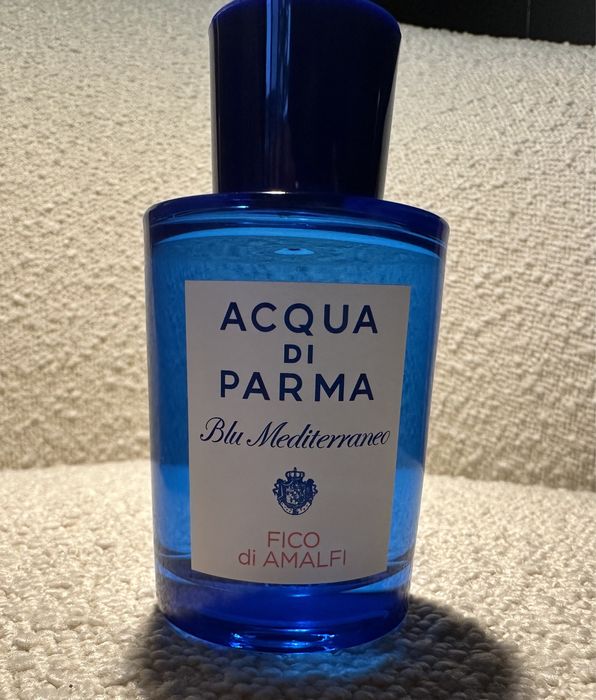 ACQUA
DI
PARMA
Blu Mediterraneo
FICO
di AMALFI